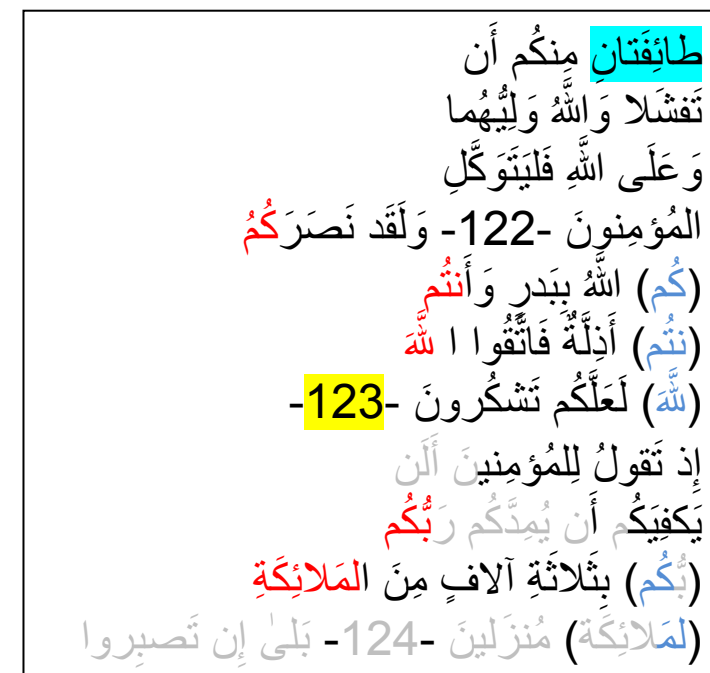 طائِفَتانِ مِنكُم أَن
تَفشَلا وَاللَّهُ وَلِيُّهُما
وَعَلَى اللَّهِ فَليَتَوَكَّلِ
المُؤمِنونَ -122- وَلَقَد نَصَرَكُمُ
(كُم) اللَّهُ بِبَدرٍ وَأَنتُم
(نتُم) أَذِلَّةٌ فَاتَّقُوا ا للَّهَ
(للَّهَ) لَعَلَّكُم تَشكُرونَ -123-
إِذ تَقولُ لِلمُؤمِنينَ أَلَن
يَكفِيَكُم أَن يُمِدَّكُم رَبُّكُم
(بُّكُم) بِثَلاثَةِ آلافٍ مِنَ المَلائِكَةِ
(لمَلائِكَة) مُنزَلينَ -124- بَلىٰ إِن تَصبِروا